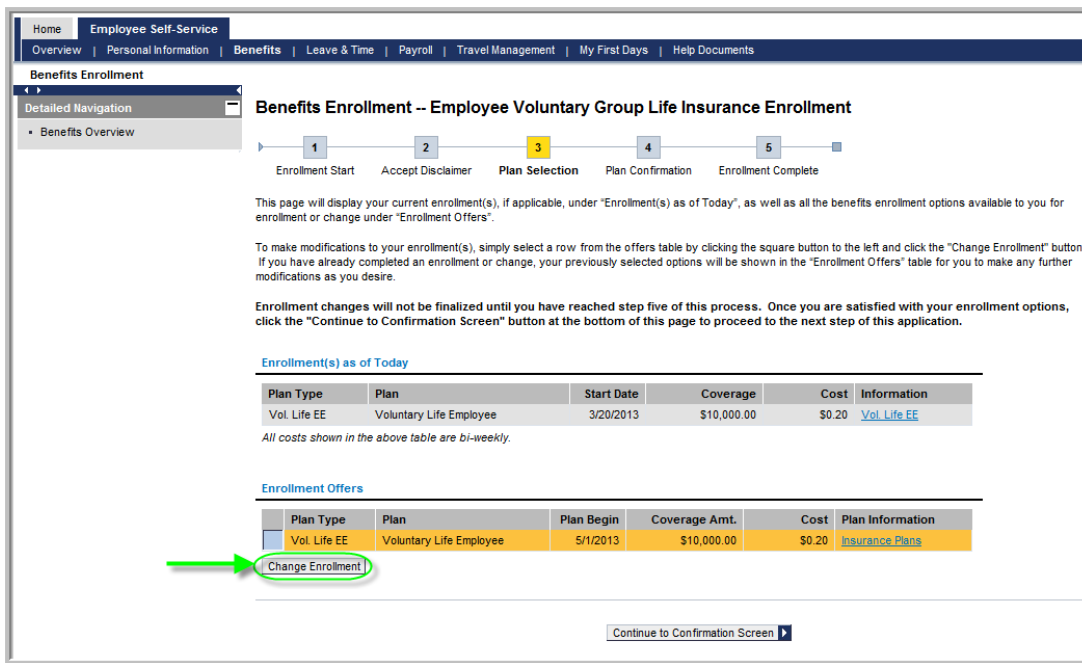 Home Employee Self-Service
Overview | Personal Information | Benefits | Leave & Time | Payroll | Travel Management | My First Days | Help Documents
Benefits Enrollment
Detailed Navigation
Benefits Overview
Benefits Enrollment -- Employee Voluntary Group Life Insurance Enrollment
1 2 3 4 5
Enrollment Start Accept Disclaimer Plan Selection Plan Confirmation Enrollment Complete
This page will display your current enrollment(s), if applicable, under "Enrollment(s) as of Today", as well as all the benefits enrollment options available to you for
enrollment or change under "Enrollment Offers".
To make modifications to your enrollment(s), simply select a row from the offers table by clicking the square button to the left and click the "Change Enrollment" button
If you have already completed an enrollment or change, your previously selected options will be shown in the "Enrollment Offers" table for you to make any further
modifications as you desire.
Enrollment changes will not be finalized until you have reached step five of this process. Once you are satisfied with your enrollment options,
click the "Continue to Confirmation Screen" button at the bottom of this page to proceed to the next step of this application.
Enrollment(s) as of Today
Plan Type Plan Start Date Coverage Cost Information
Vol. Life EE Voluntary Life Employee 3/20/2013 $10,000.00 $0.20 Vol. Life EE
All costs shown in the above table are bi-weekly.
Enrollment Offers
Plan Type Plan Plan Begin Coverage Amt. Cost Plan Information
Vol. Life EE Voluntary Life Employee 5/1/2013 $10,000.00 $0.20 Insurance Plans
Change Enrollment
Continue to Confirmation Screen